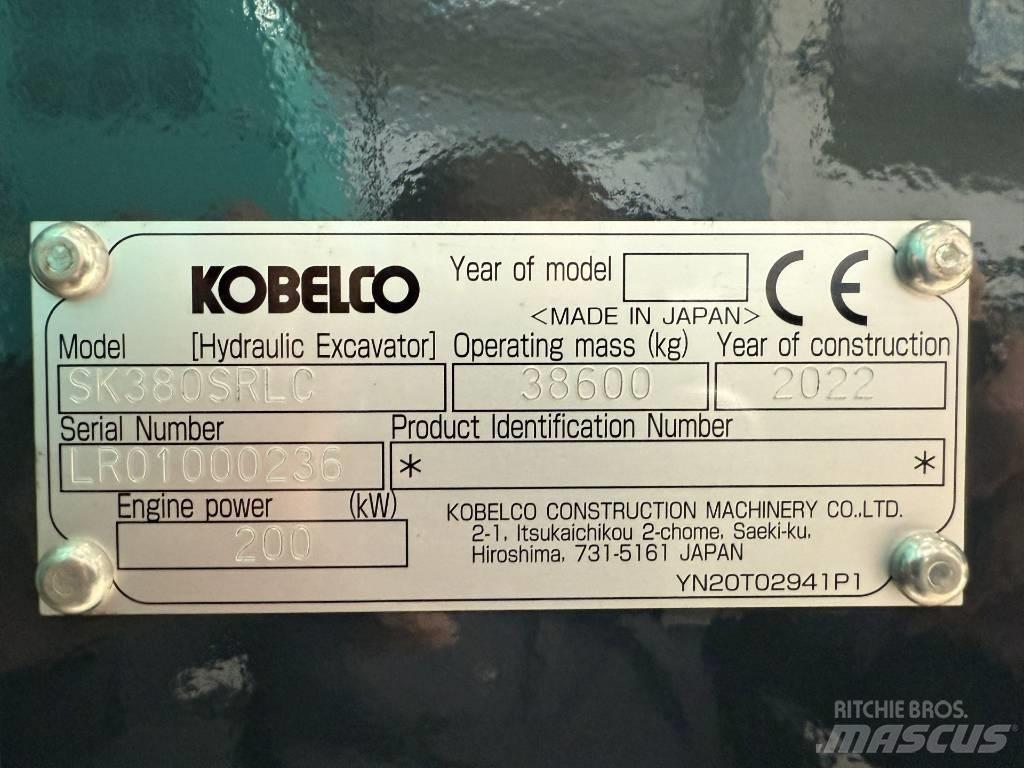 KOBELCO
Year of model
CE
<MADE IN JAPAN>
Model [Hydraulic Excavator] Operating mass (kg) Year of construction
SK380SRLC 38600 2022
Serial Number Product Identification Number
LR01000236 * *
Engine power (kW)
200
KOBELCO CONSTRUCTION MACHINERY CO.,LTD.
2-1, Itsukaichikou 2-chome, Saeki-ku,
Hiroshima, 731-5161 JAPAN
YN20T02941P1
RITCHIE BROS.
MASCUS